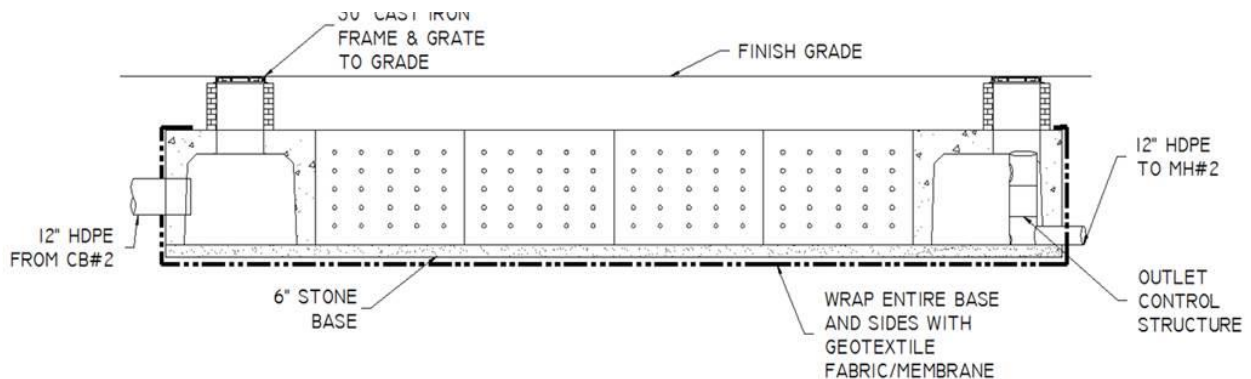 30" CAST IRON
FRAME & GRATE
TO GRADE
FINISH GRADE
12" HDPE
TO MH#2
12" HDPE
FROM CB#2
6" STONE
BASE
WRAP ENTIRE BASE
AND SIDES WITH
GEOTEXTILE
FABRIC/MEMBRANE
OUTLET
CONTROL
STRUCTURE